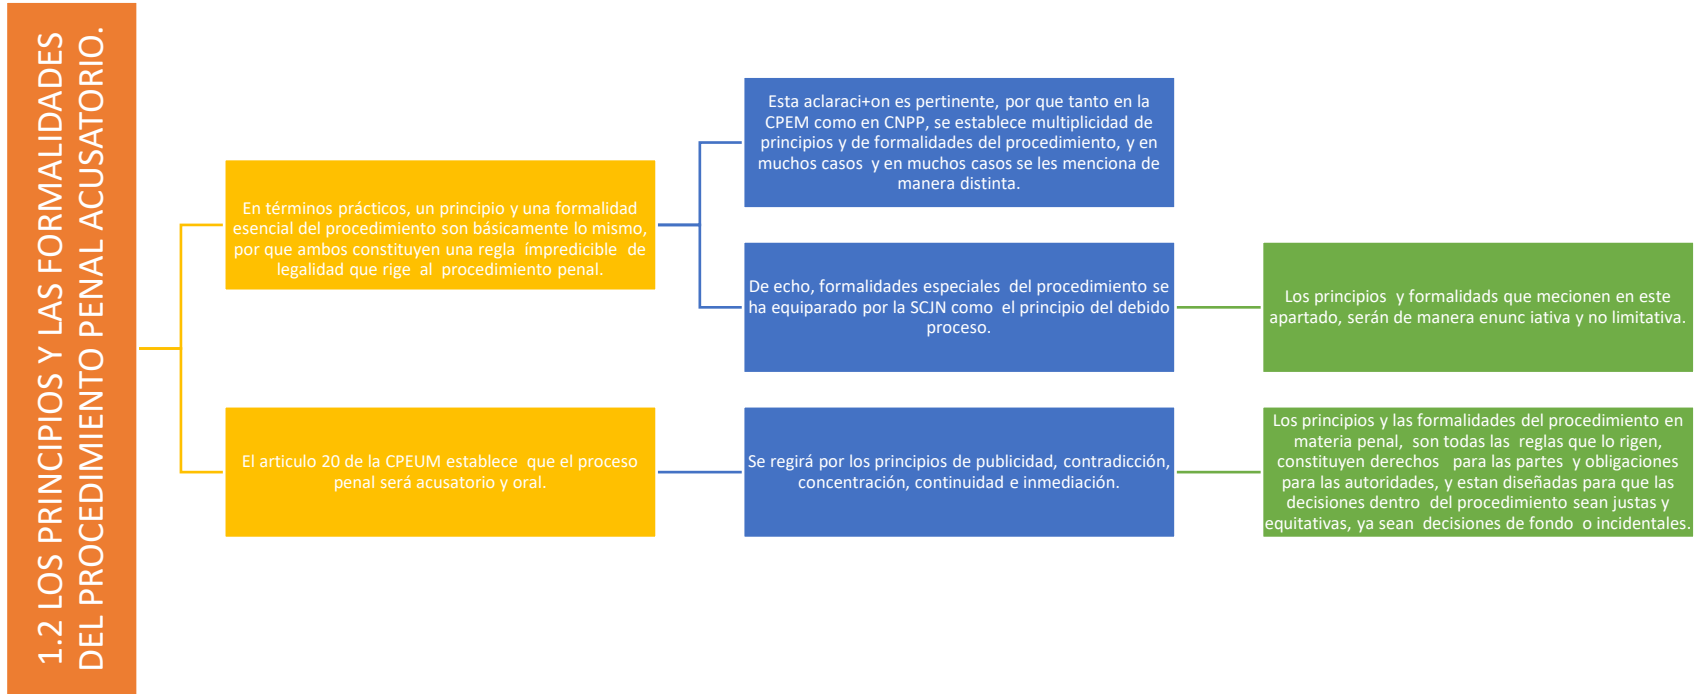 1.2 LOS PRINCIPIOS Y LAS FORMALIDADES
DEL PROCEDIMIENTO PENAL ACUSATORIO.
En términos prácticos, un principio y una formalidad
esencial del procedimiento son básicamente lo mismo,
por que ambos constituyen una regla ímpredicible de
legalidad que rige al procedimiento penal.
Esta aclaraci+on es pertinente, por que tanto en la
CPEM como en CNPP, se establece multiplicidad de
principios y de formalidades del procedimiento, y en
muchos casos y en muchos casos se les menciona de
manera distinta.
De echo, formalidades especiales del procedimiento se
ha equiparado por la SCJN como el principio del debido
proceso.
Los principios y formalidads que mecionen en este
apartado, serán de manera enunc iativa y no limitativa.
El articulo 20 de la CPEUM establece que el proceso
penal será acusatorio y oral.
Se regirá por los principios de publicidad, contradicción,
concentración, continuidad e inmediación.
Los principios y las formalidades del procedimiento en
materia penal, son todas las reglas que lo rigen,
constituyen derechos para las partes y obligaciones
para las autoridades, y estan diseñadas para que las
decisiones dentro del procedimiento sean justas y
equitativas, ya sean decisiones de fondo o incidentales.